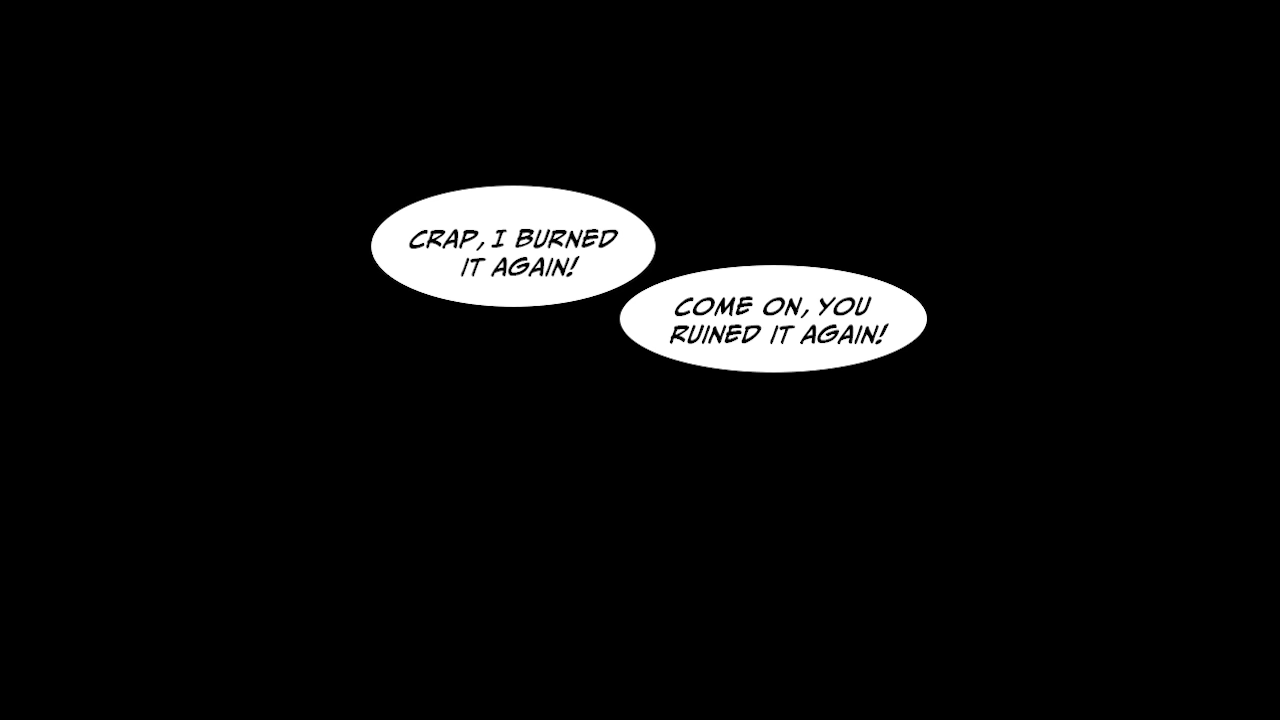 CRAP, I BURNED
IT AGAIN!
COME ON, YOU
RUINED IT AGAIN!